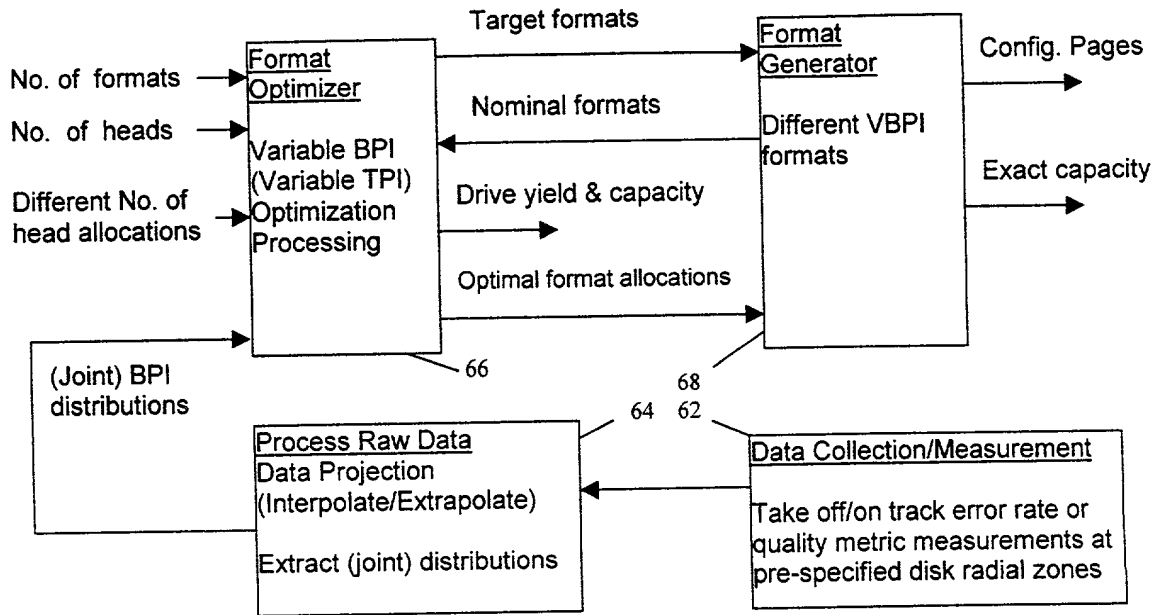 Target formats
No. of formats
No. of heads
Different No. of
head allocations
Format
Optimizer
Variable BPI
(Variable TPI)
Optimization
Processing
Nominal formats
Drive yield & capacity
Optimal format allocations
Format
Generator
Different VBPI
formats
Config. Pages
Exact capacity
66
68
64
62
(Joint) BPI
distributions
Process Raw Data
Data Projection
(Interpolate/Extrapolate)
Extract (joint) distributions
Data Collection/Measurement
Take off/on track error rate or
quality metric measurements at
pre-specified disk radial zones